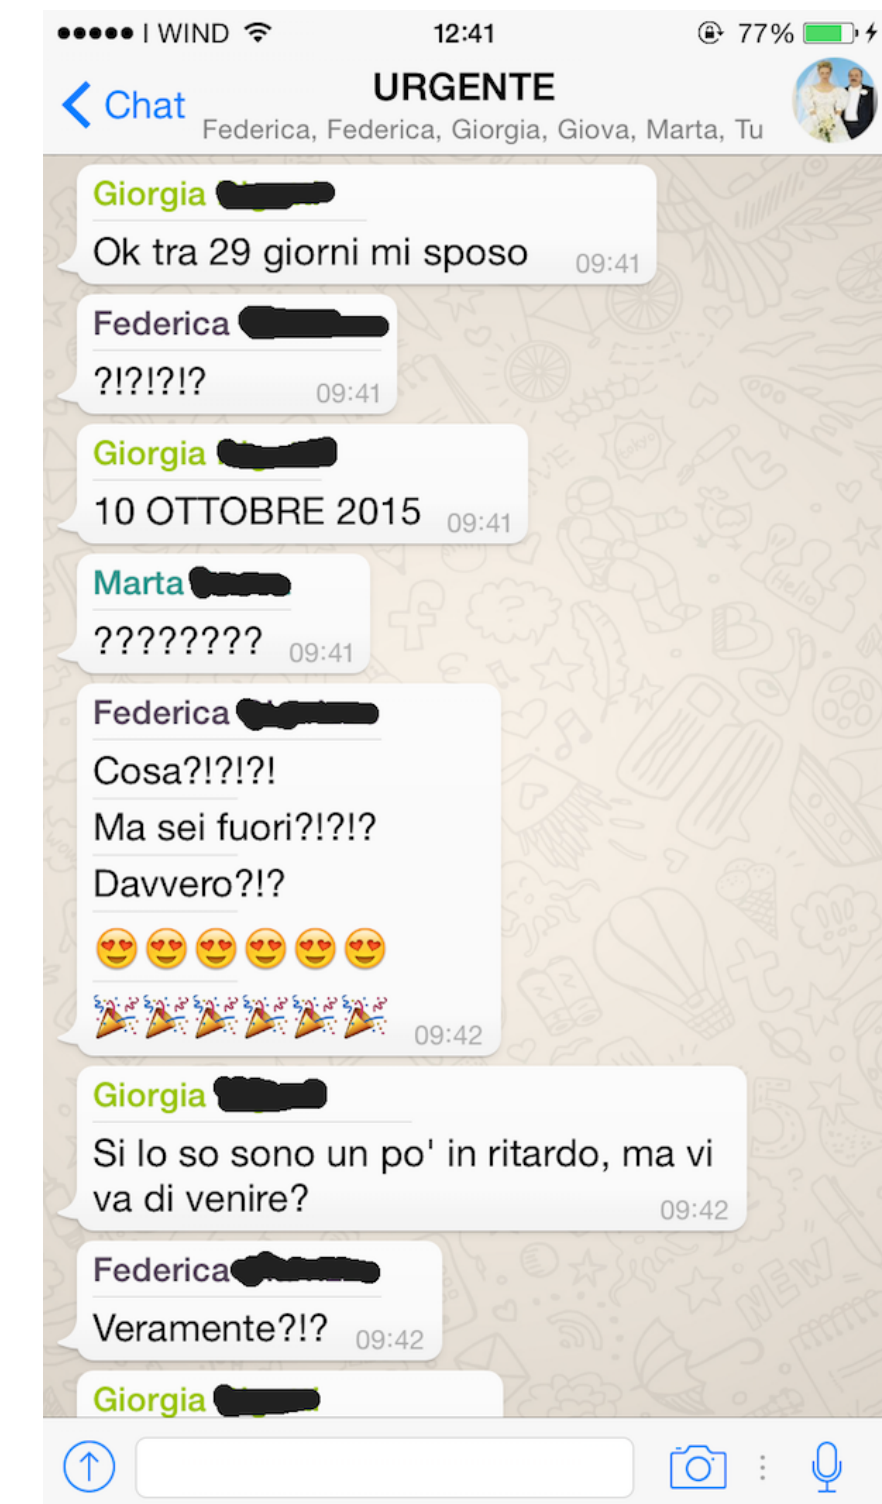 I WIND 12:41 77%
Chat URGENTE
Federica, Federica, Giorgia, Giova, Marta, Tu
Giorgia
Ok tra 29 giorni mi sposo 09:41
Federica
?!?!?!? 09:41
Giorgia
10 OTTOBRE 2015 09:41
Marta
???????? 09:41
Federica
Cosa?!?!?!
Ma sei fuori?!?!?
Davvero?!?
😍😍😍😍😍😍
🎉🎉🎉🎉🎉🎉 09:42
Giorgia
Si lo so sono un po' in ritardo, ma vi
va di venire? 09:42
Federica
Veramente?!? 09:42
Giorgia